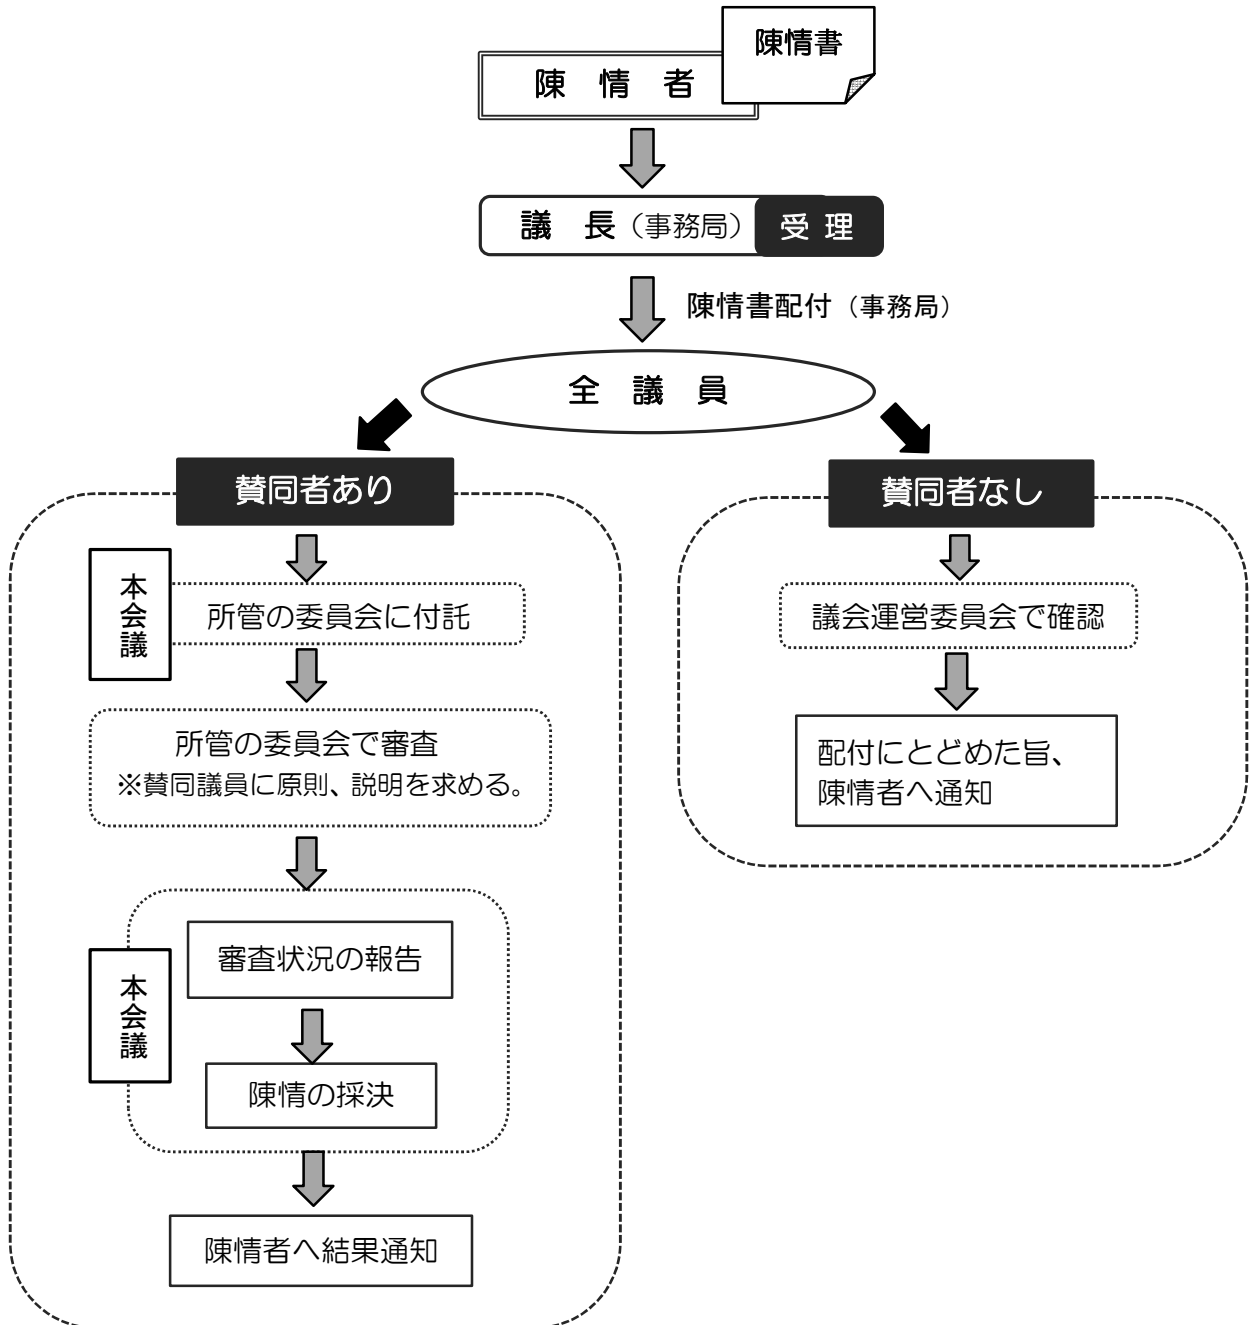 陳情書
陳情者
議長（事務局）
受理
陳情書配付（事務局）
全議員
賛同者あり
本会議
所管の委員会に付託
所管の委員会で審査
※賛同議員に原則、説明を求める。
本会議
審査状況の報告
陳情の採決
陳情者へ結果通知
賛同者なし
議会運営委員会で確認
配付にとどめた旨、
陳情者へ通知